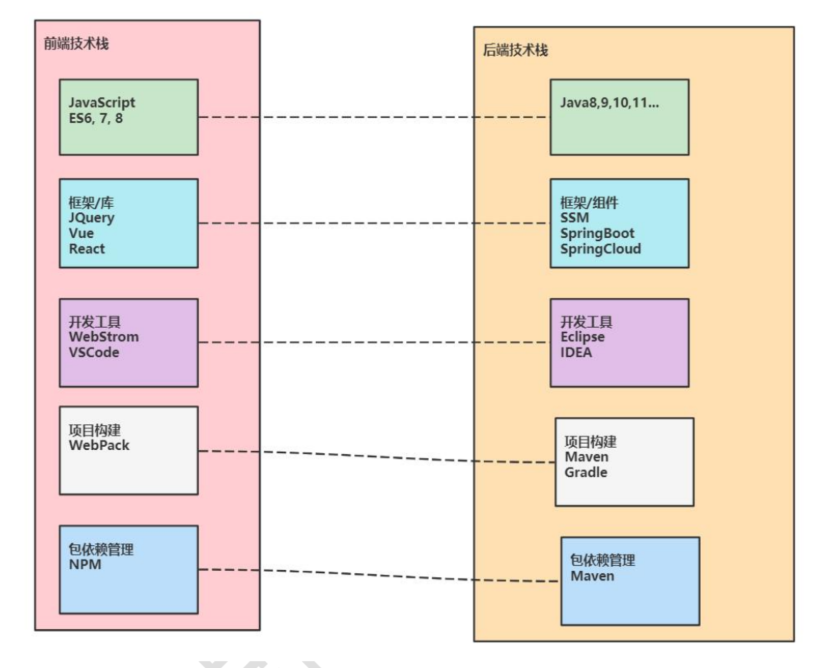 前端技术栈
JavaScript
ES6, 7, 8
框架/库
JQuery
Vue
React
开发工具
WebStrom
VSCode
项目构建
WebPack
包依赖管理
NPM
后端技术栈
Java8,9,10,11...
框架/组件
SSM
SpringBoot
SpringCloud
开发工具
Eclipse
IDEA
项目构建
Maven
Gradle
包依赖管理
Maven